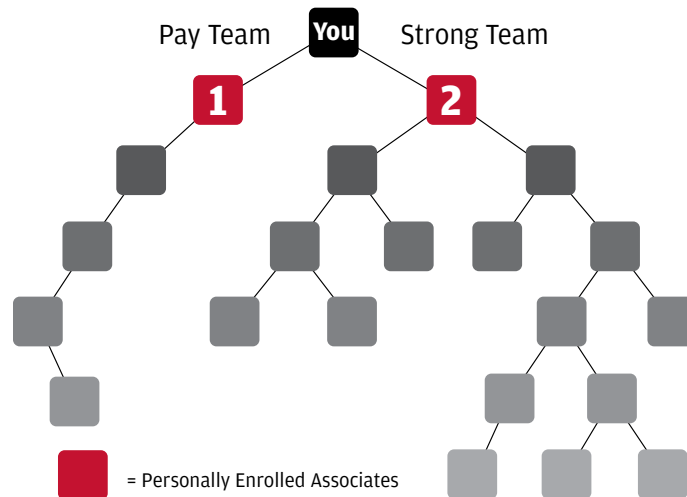 Pay Team
You
Strong Team
1
2
= Personally Enrolled Associates